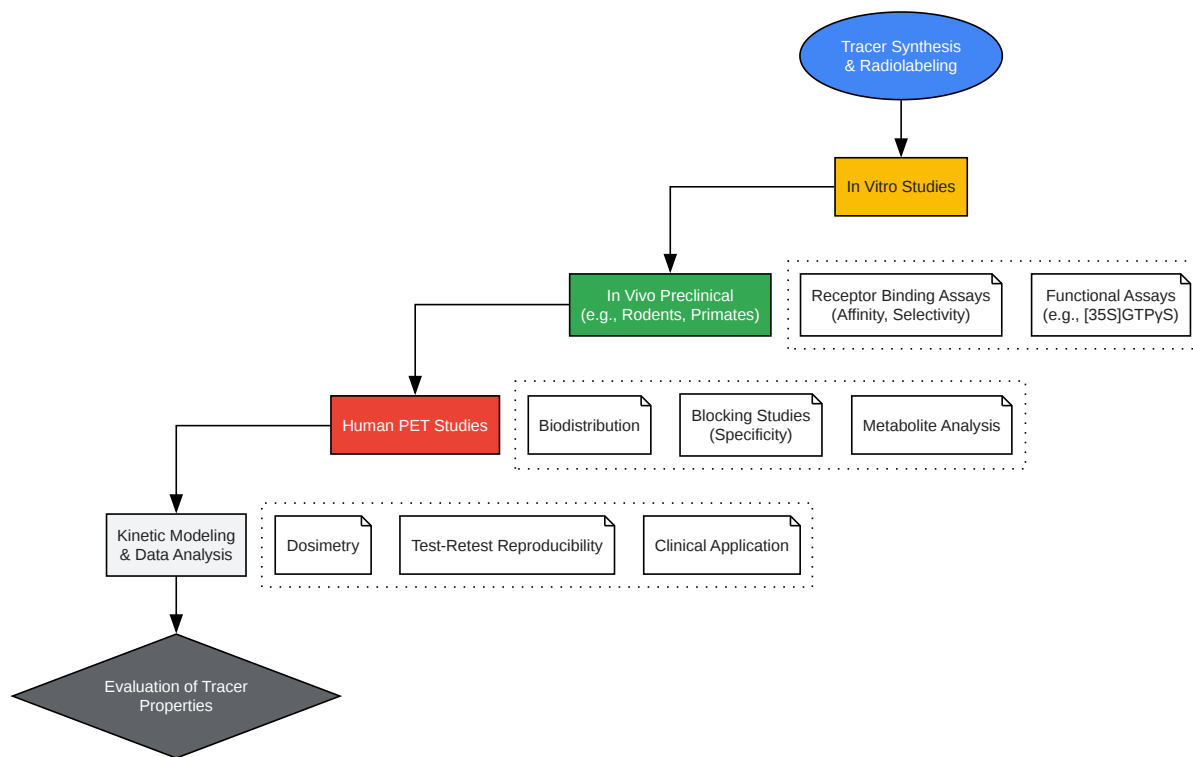 Tracer Synthesis
& Radiolabeling
In Vitro Studies
In Vivo Preclinical
(e.g., Rodents, Primates)
Receptor Binding Assays
(Affinity, Selectivity)
Functional Assays
(e.g., [35S]GTPγS)
Human PET Studies
Biodistribution
Blocking Studies
(Specificity)
Metabolite Analysis
Kinetic Modeling
& Data Analysis
Dosimetry
Test-Retest Reproducibility
Clinical Application
Evaluation of Tracer
Properties